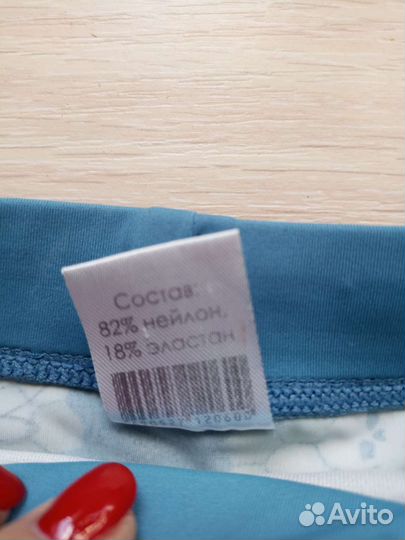 Состав:
82% нейлон,
18% эластан
Avito